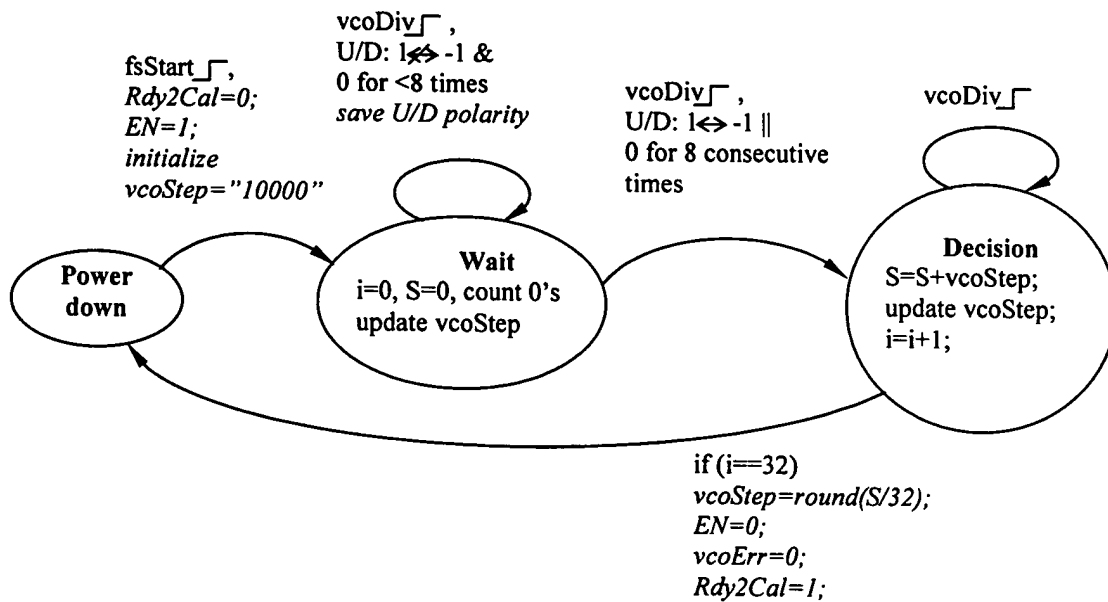 fsStart ,
Rdy2Cal=0;
EN=1;
initialize
vcoStep="10000"
vcoDiv ,
U/D: 1⇎ -1 &
0 for <8 times
save U/D polarity
vcoDiv ,
U/D: 1⇔ -1 ||
0 for 8 consecutive
times
vcoDiv
Power
down
Wait
i=0, S=0, count 0's
update vcoStep
Decision
S=S+vcoStep;
update vcoStep;
i=i+1;
if (i==32)
vcoStep=round(S/32);
EN=0;
vcoErr=0;
Rdy2Cal=1;